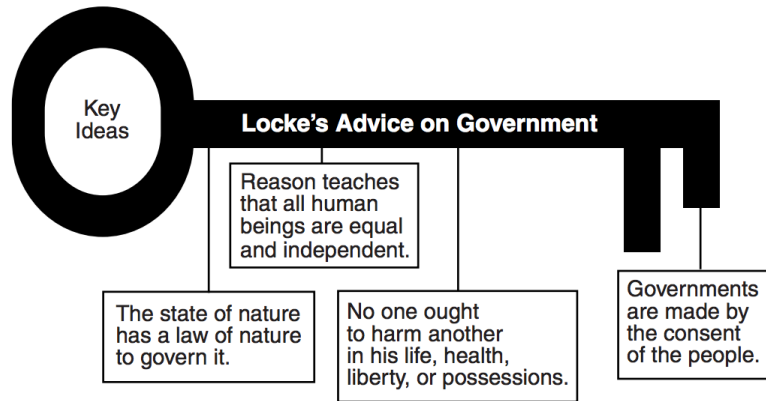 Key
Ideas
Locke's Advice on Government
Reason teaches
that all human
beings are equal
and independent.
The state of nature
has a law of nature
to govern it.
No one ought
to harm another
in his life, health,
liberty, or possessions.
Governments
are made by
the consent
of the people.